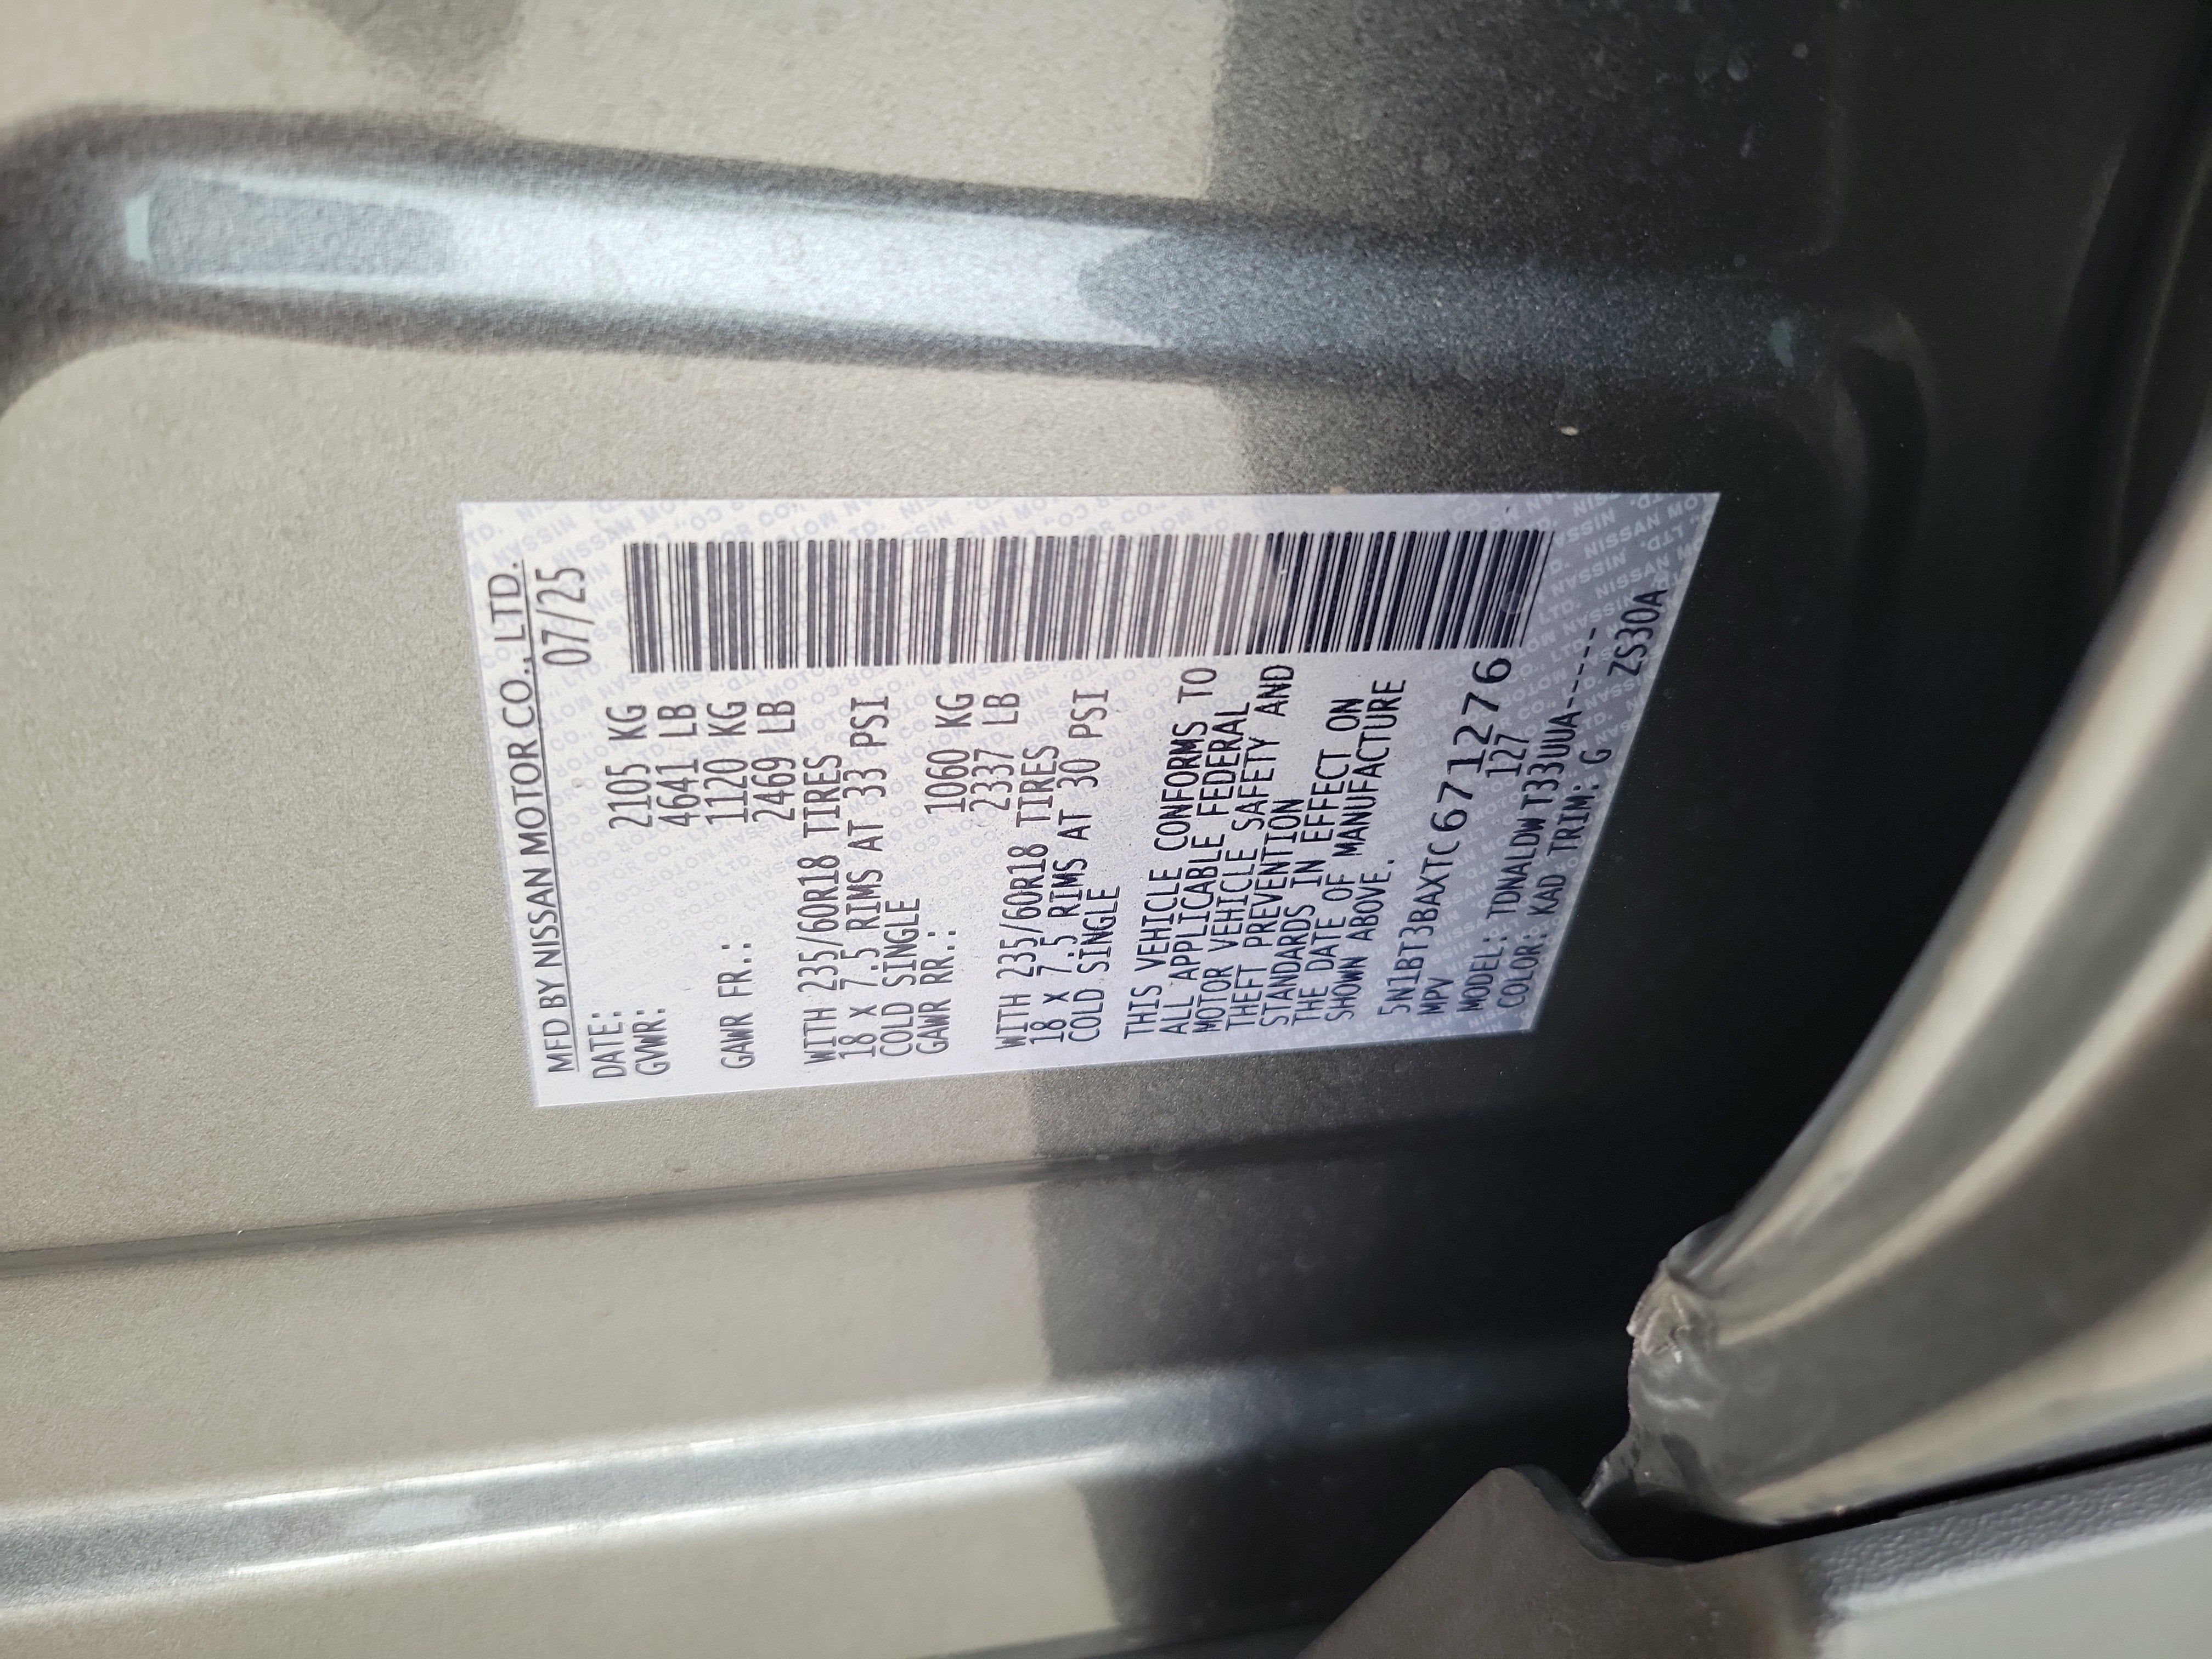 MFD BY NISSAN MOTOR CO., LTD.
DATE: 07/25
GVWR: 2105 KG
4641 LB
GAWR FR.: 1120 KG
2469 LB
WITH 235/60R18 TIRES
18 X 7.5 RIMS AT 33 PSI
COLD SINGLE
GAWR RR.: 1060 KG
2337 LB
WITH 235/60R18 TIRES
18 X 7.5 RIMS AT 30 PSI
COLD SINGLE
THIS VEHICLE CONFORMS TO
ALL APPLICABLE FEDERAL
MOTOR VEHICLE SAFETY AND
THEFT PREVENTION
STANDARDS IN EFFECT ON
THE DATE OF MANUFACTURE
SHOWN ABOVE.
5N1BT3BAXTC671276
MPV 127
MODEL: TDNALDW T33UUA-----
COLOR: KAD TRIM: G ZS30A